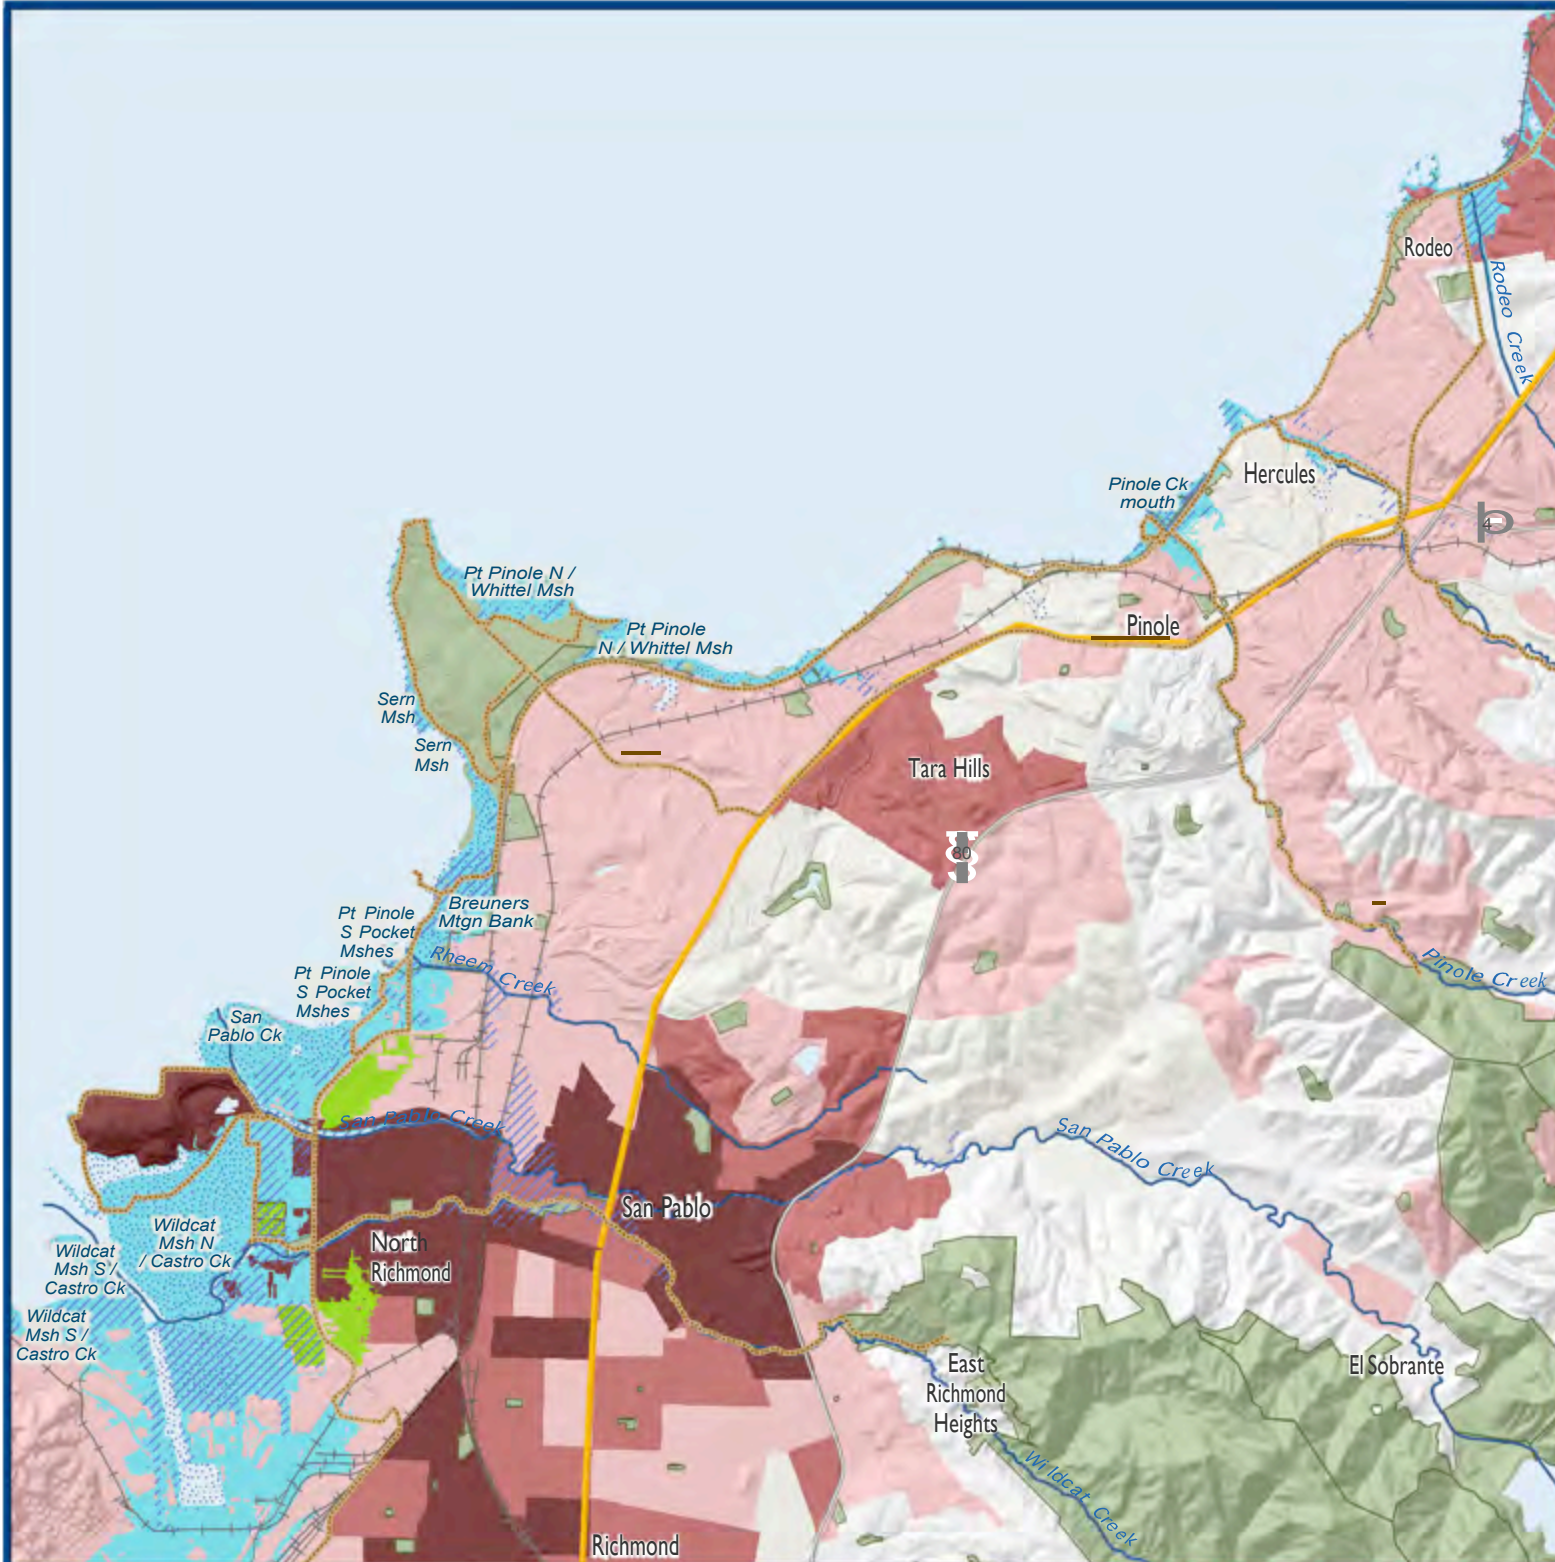 Rodeo
Rodeo Creek
Hercules
Pinole Ck
mouth
4
Pt Pinole N /
Whittel Msh
Pt Pinole
N / Whittel Msh
Pinole
Sern
Msh
Sern
Msh
Tara Hills
80
Breuners
Mtgn Bank
Pt Pinole
S Pocket
Mshes
Rheem Creek
Pt Pinole
S Pocket
Mshes
Pinole Creek
San
Pablo Ck
San Pablo Creek
San Pablo Creek
San Pablo
Wildcat
Msh N
/ Castro Ck
North
Richmond
Wildcat
Msh S /
Castro Ck
Wildcat
Msh S /
Castro Ck
East
Richmond
Heights
El Sobrante
Wildcat Creek
Richmond